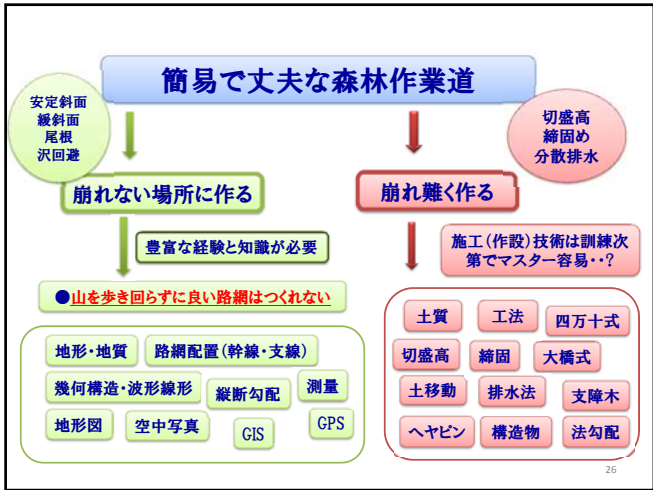 簡易で丈夫な森林作業道
安定斜面
緩斜面
尾根
沢回避
切盛高
締固め
分散排水
崩れない場所に作る
崩れ難く作る
豊富な経験と知識が必要
施工(作設)技術は訓練次
第でマスター容易・・?
●山を歩き回らずに良い路網はつくれない
地形・地質
路網配置(幹線・支線)
幾何構造・波形線形
縦断勾配
測量
地形図
空中写真
GIS
GPS
土質
工法
四万十式
切盛高
締固
大橋式
土移動
排水法
支障木
ヘヤピン
構造物
法勾配
26